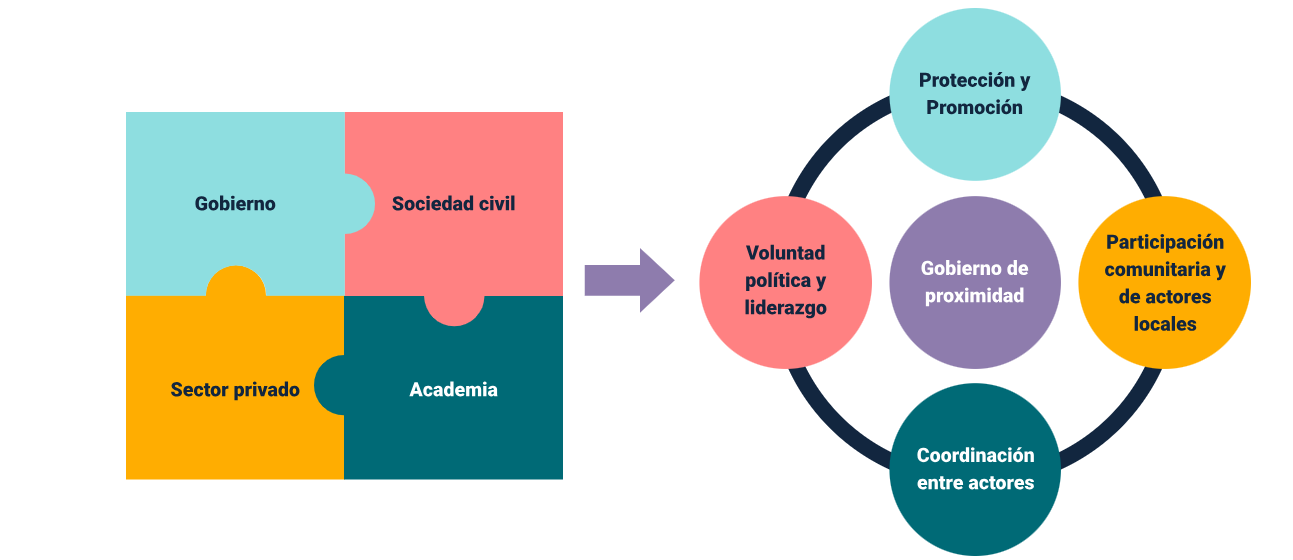 Gobierno
Sociedad civil
Sector privado
Academia
Protección y
Promoción
Voluntad
política y
liderazgo
Gobierno de
proximidad
Participación
comunitaria y
de actores
locales
Coordinación
entre actores